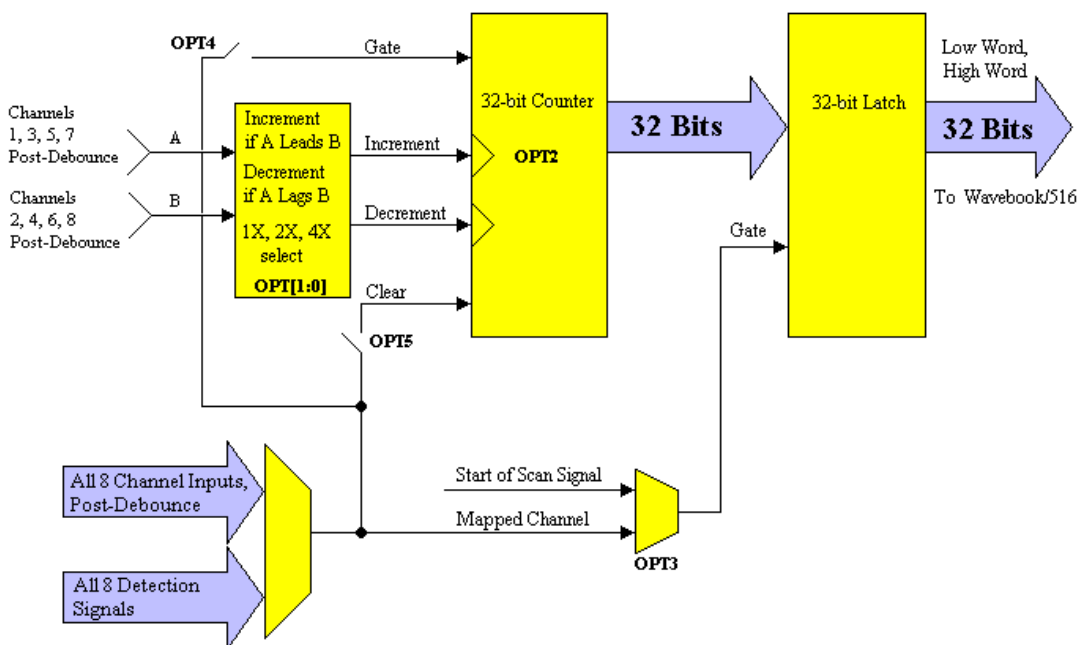 OPT4
Gate
Low Word,
High Word
32-bit Counter
32-bit Latch
Channels
1, 3, 5, 7
Post-Debounce
A
Increment
if A Leads B
Decrement
if A Lags B
1X, 2X, 4X
select
OPT[1:0]
Increment
OPT2
32 Bits
32 Bits
Channels
2, 4, 6, 8
Post-Debounce
B
Decrement
To Wavebook/516
Gate
Clear
OPT5
All 8 Channel Inputs,
Post-Debounce
Start of Scan Signal
Mapped Channel
OPT3
All 8 Detection
Signals